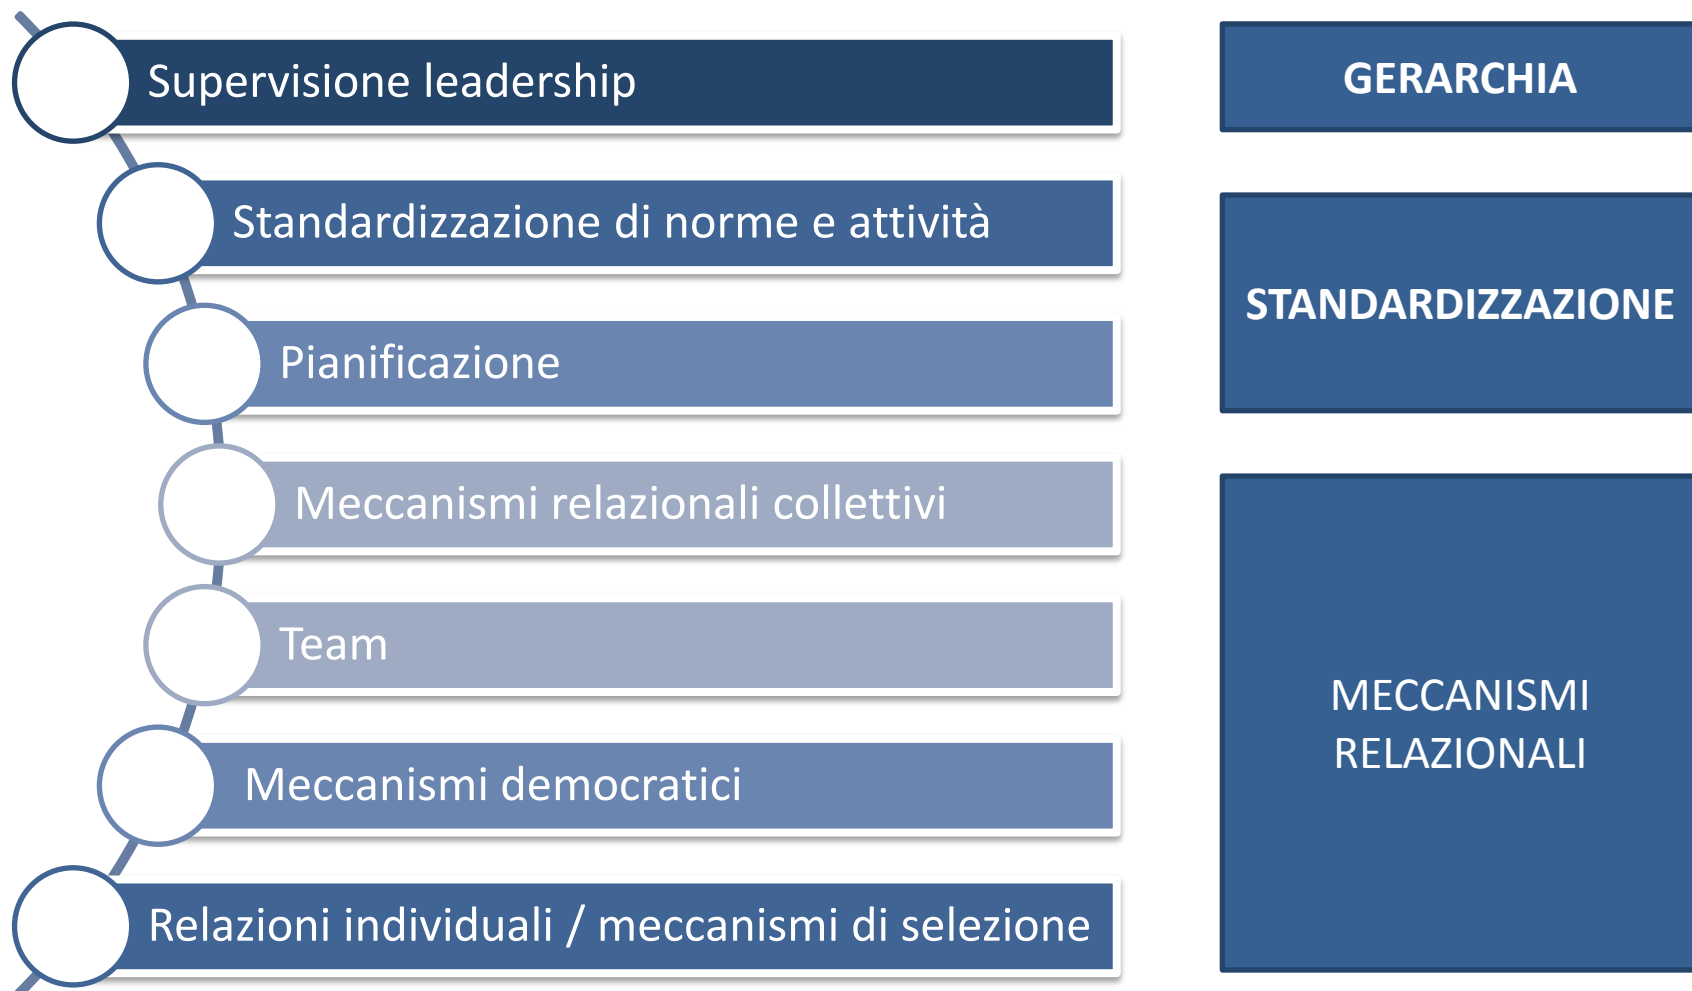 Supervisione leadership
Standardizzazione di norme e attività
Pianificazione
Meccanismi relazionali collettivi
Team
Meccanismi democratici
Relazioni individuali / meccanismi di selezione
GERARCHIA
STANDARDIZZAZIONE
MECCANISMI
RELAZIONALI